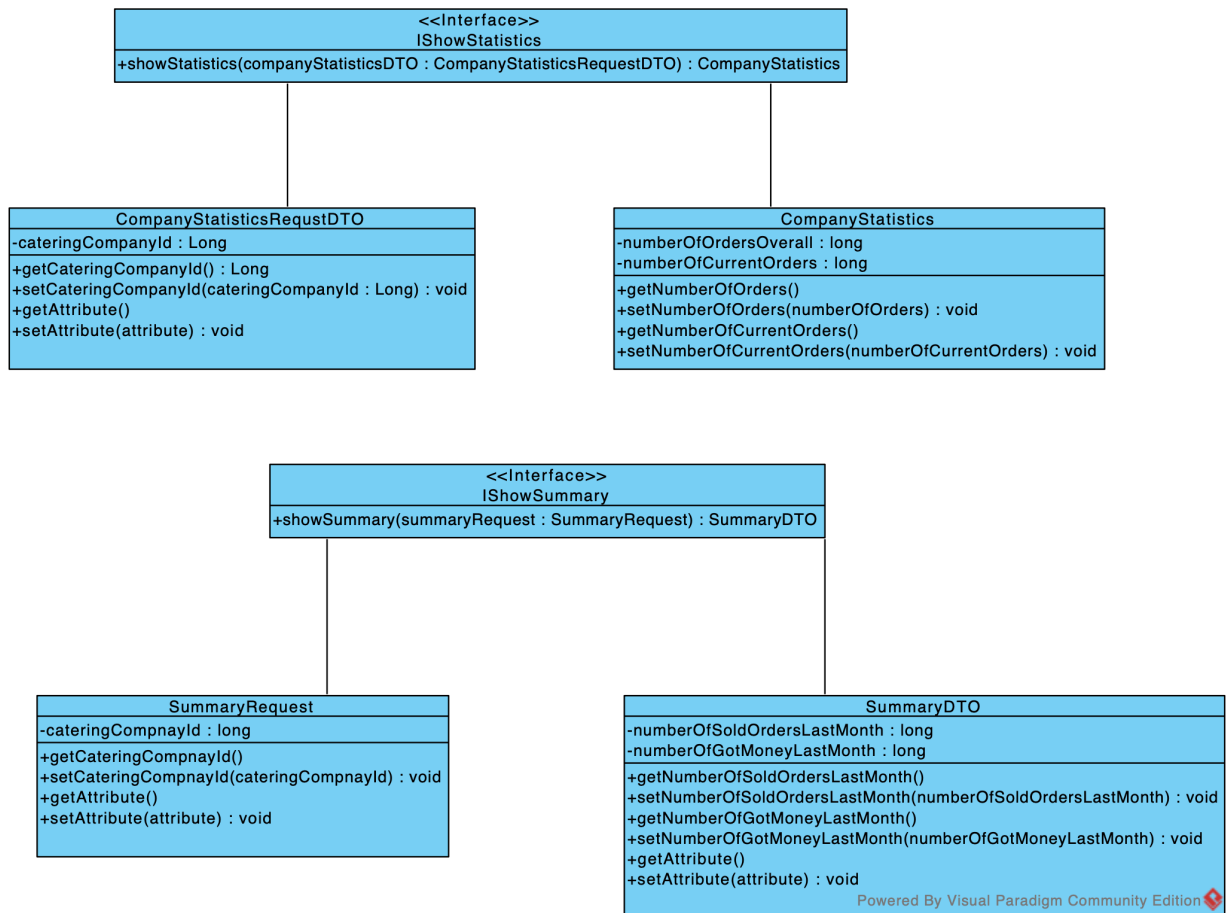 <<Interface>>
IShowStatistics
+showStatistics(companyStatisticsDTO : CompanyStatisticsRequestDTO) : CompanyStatistics
CompanyStatisticsRequstDTO
-cateringCompanyId : Long
+getCateringCompanyId() : Long
+setCateringCompanyId(cateringCompanyId : Long) : void
+getAttribute()
+setAttribute(attribute) : void
CompanyStatistics
-numberOfOrdersOverall : long
-numberOfCurrentOrders : long
+getNumberOfOrders()
+setNumberOfOrders(numberOfOrders) : void
+getNumberOfCurrentOrders()
+setNumberOfCurrentOrders(numberOfCurrentOrders) : void
<<Interface>>
IShowSummary
+showSummary(summaryRequest : SummaryRequest) : SummaryDTO
SummaryRequest
-cateringCompnayId : long
+getCateringCompnayId()
+setCateringCompnayId(cateringCompnayId) : void
+getAttribute()
+setAttribute(attribute) : void
SummaryDTO
-numberOfSoldOrdersLastMonth : long
-numberOfGotMoneyLastMonth : long
+getNumberOfSoldOrdersLastMonth()
+setNumberOfSoldOrdersLastMonth(numberOfSoldOrdersLastMonth) : void
+getNumberOfGotMoneyLastMonth()
+setNumberOfGotMoneyLastMonth(numberOfGotMoneyLastMonth) : void
+getAttribute()
+setAttribute(attribute) : void
Powered By Visual Paradigm Community Edition